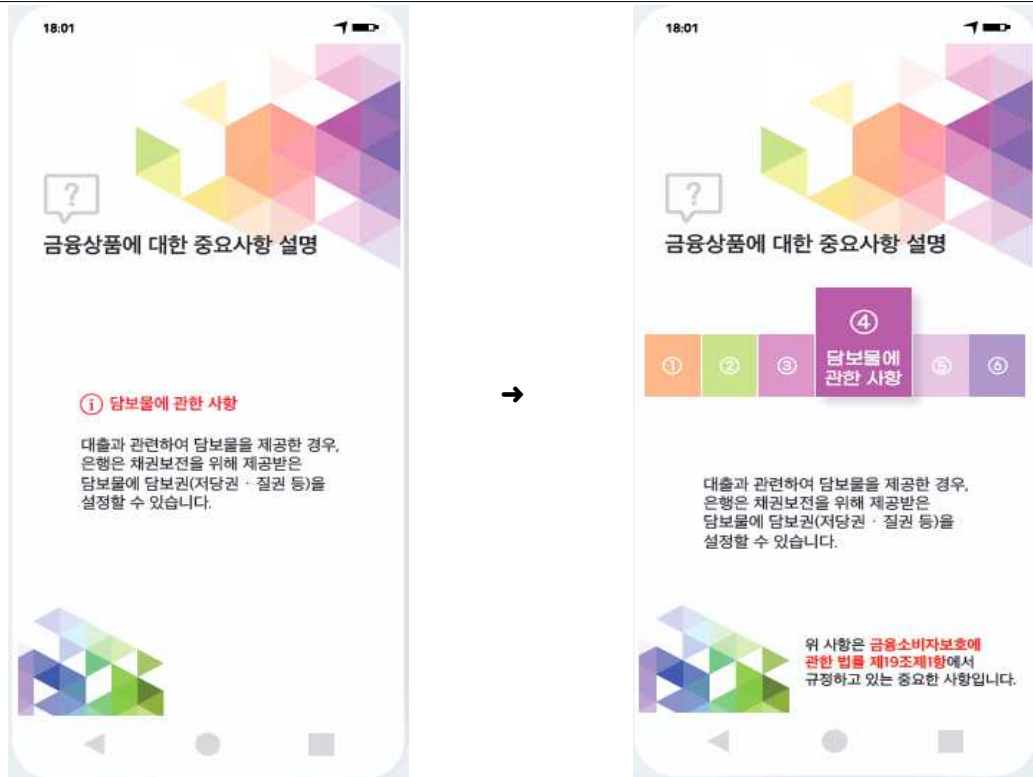 18:01
?
금융상품에 대한 중요사항 설명
i 담보물에 관한 사항
대출과 관련하여 담보물을 제공한 경우,
은행은 채권보전을 위해 제공받은
담보물에 담보권(저당권 · 질권 등)을
설정할 수 있습니다.
➜
18:01
?
금융상품에 대한 중요사항 설명
① ② ③ ④ 담보물에 ⑤ ⑥
관한 사항
대출과 관련하여 담보물을 제공한 경우,
은행은 채권보전을 위해 제공받은
담보물에 담보권(저당권 · 질권 등)을
설정할 수 있습니다.
위 사항은 금융소비자보호에
관한 법률 제19조제1항에서
규정하고 있는 중요한 사항입니다.